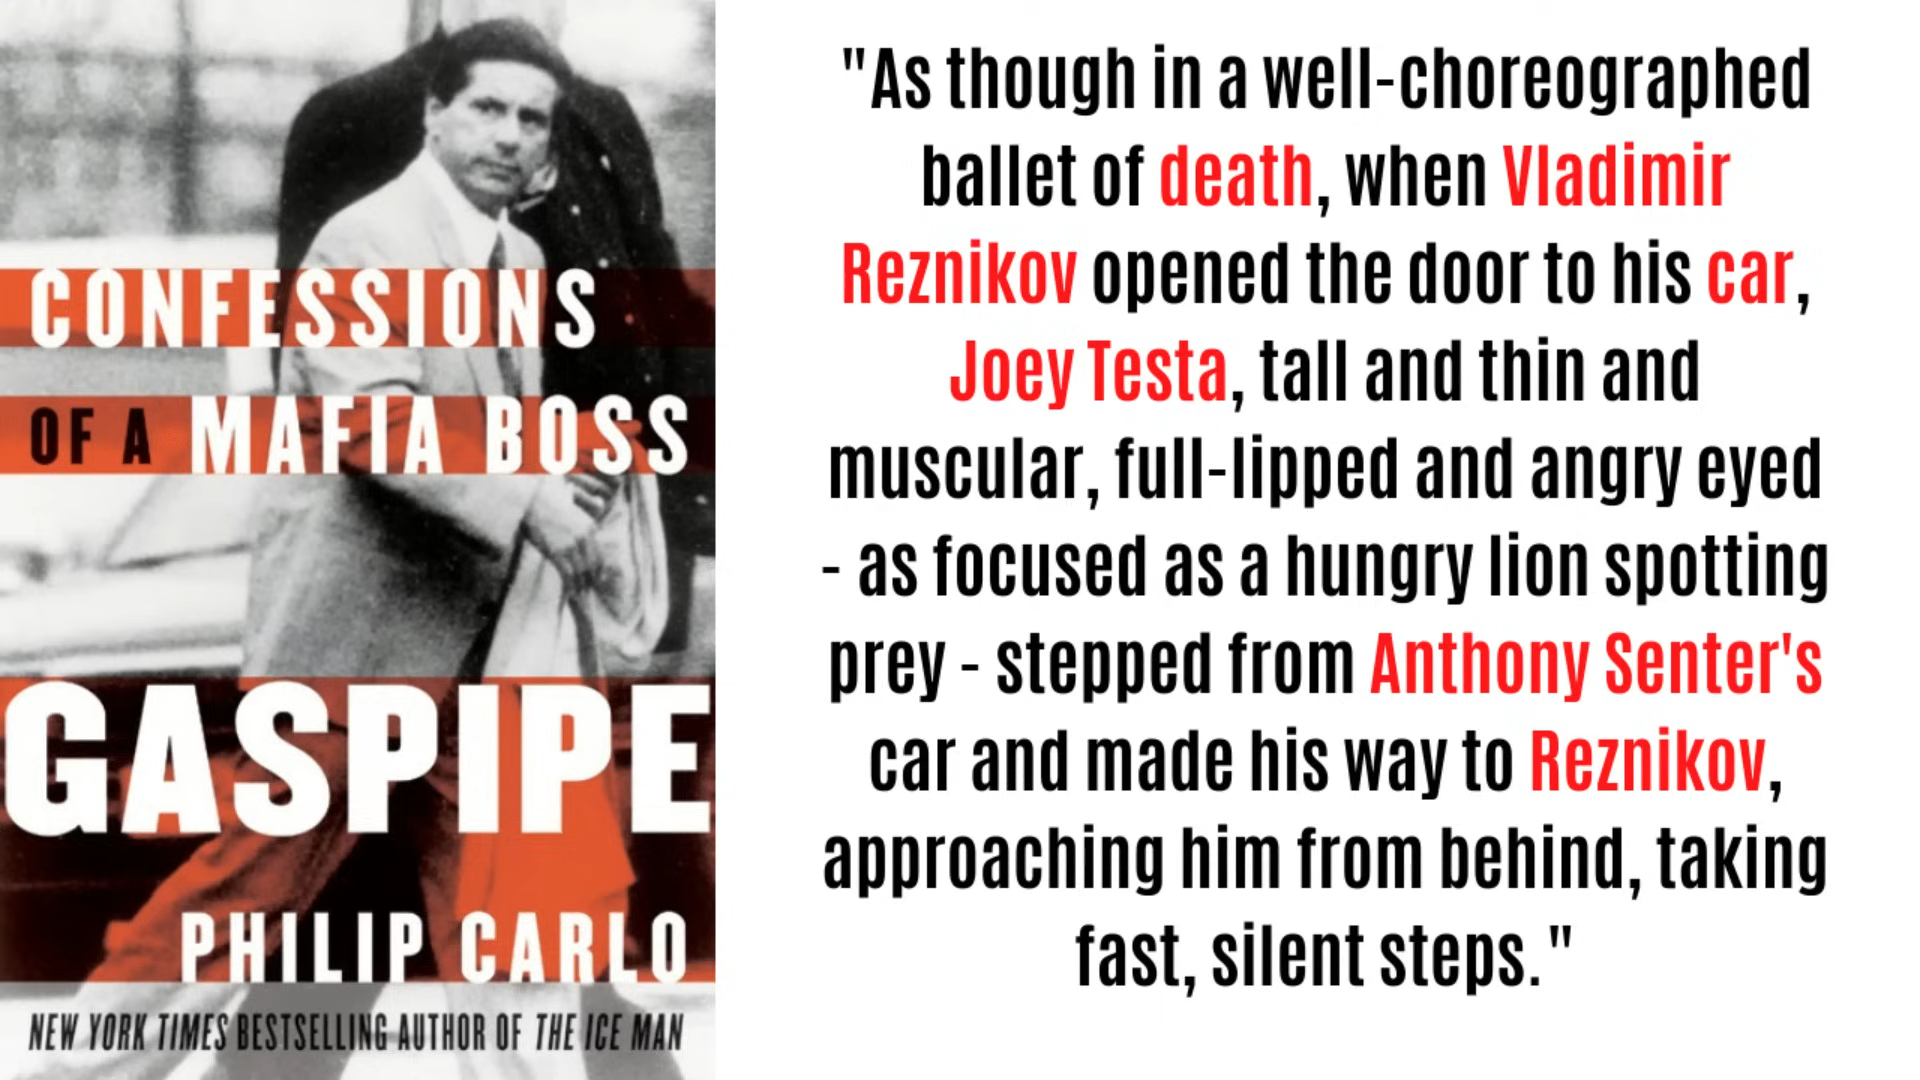 CONFESSIONS
OF A MAFIA BOSS
GASPIPE
PHILIP CARLO
NEW YORK TIMES BESTSELLING AUTHOR OF THE ICE MAN
"As though in a well-choreographed
ballet of death, when Vladimir
Reznikov opened the door to his car,
Joey Testa, tall and thin and
muscular, full-lipped and angry eyed
- as focused as a hungry lion spotting
prey - stepped from Anthony Senter's
car and made his way to Reznikov,
approaching him from behind, taking
fast, silent steps."